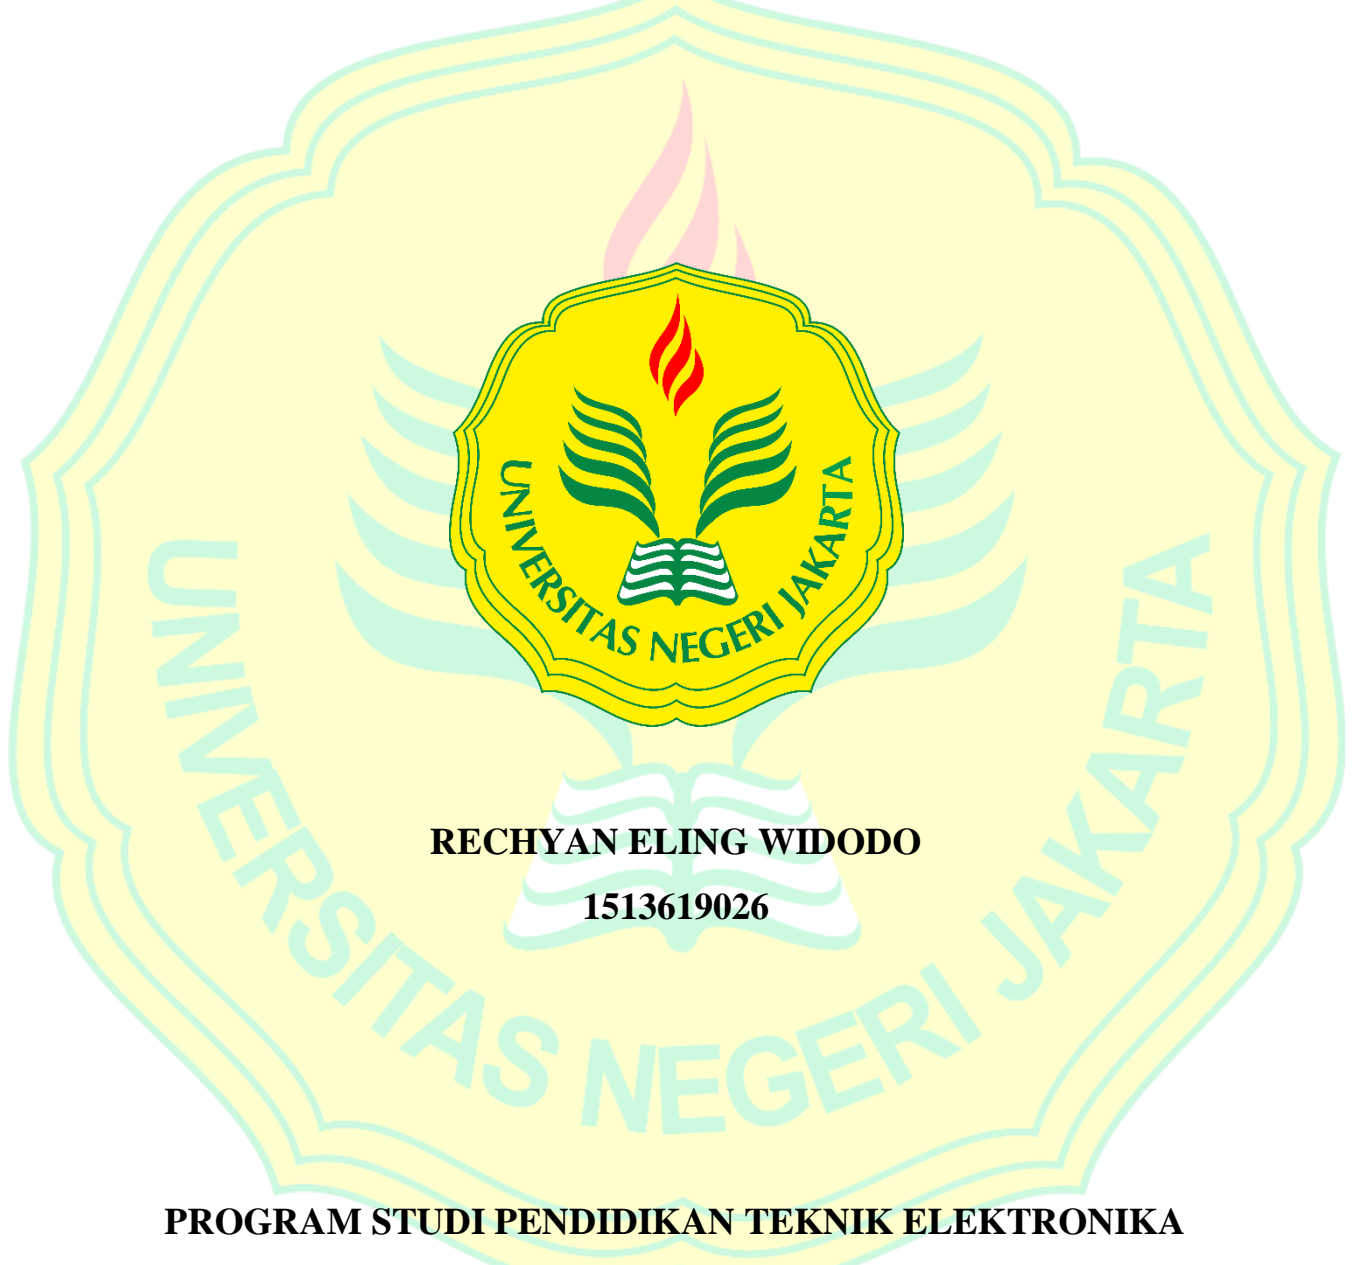 UNIVERSITAS NEGERI JAKARTA
UNIVERSITAS NEGERI JAKARTA
RECHYAN ELING WIDODO
1513619026
PROGRAM STUDI PENDIDIKAN TEKNIK ELEKTRONIKA